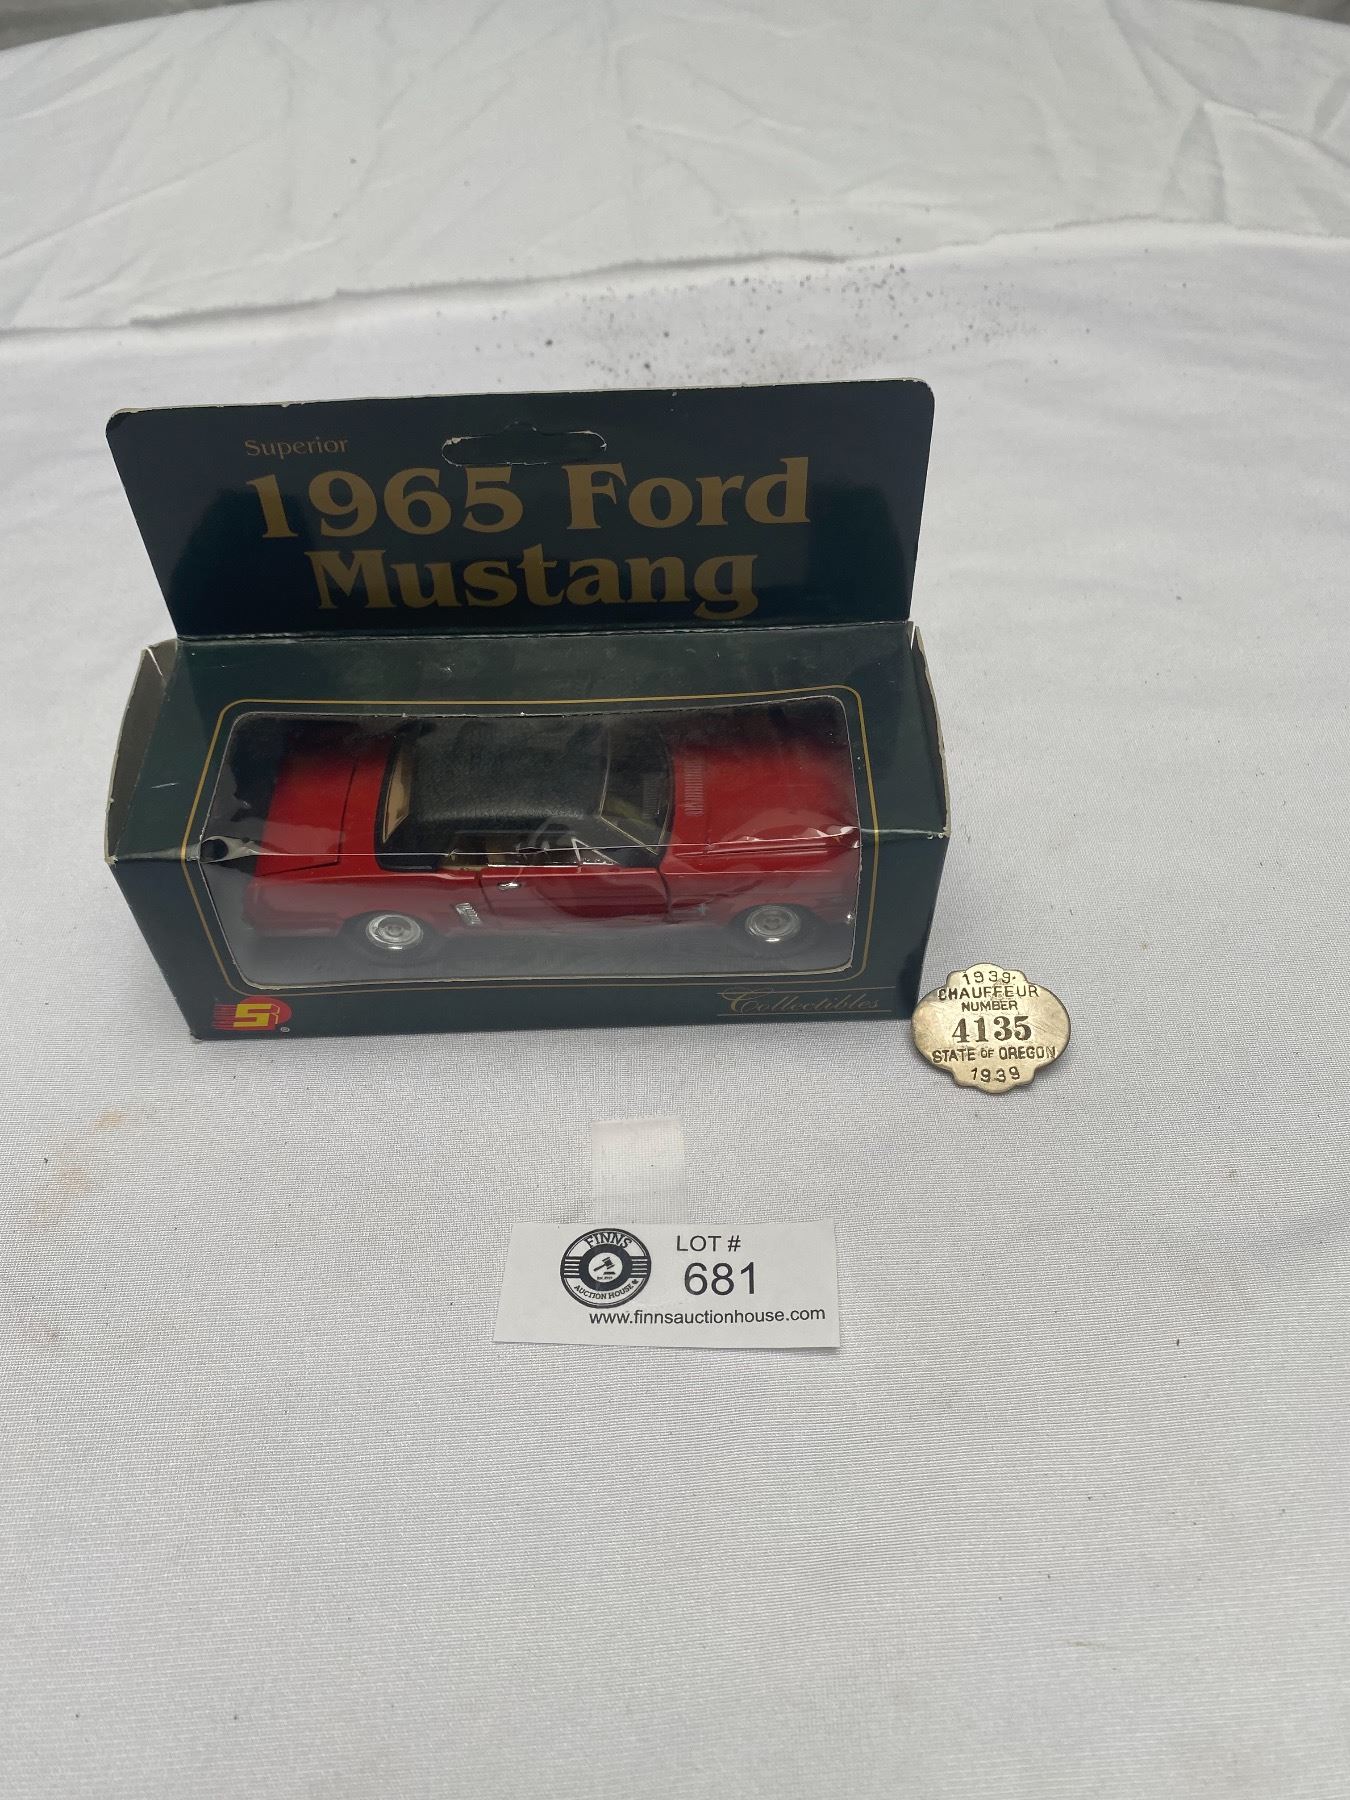 Superior
1965 Ford
Mustang
Collectibles
1939
CHAUFFEUR
NUMBER
4135
STATE OF OREGON
1939
FINNS
AUCTION HOUSE
LOT #
681
www.finnsauctionhouse.com